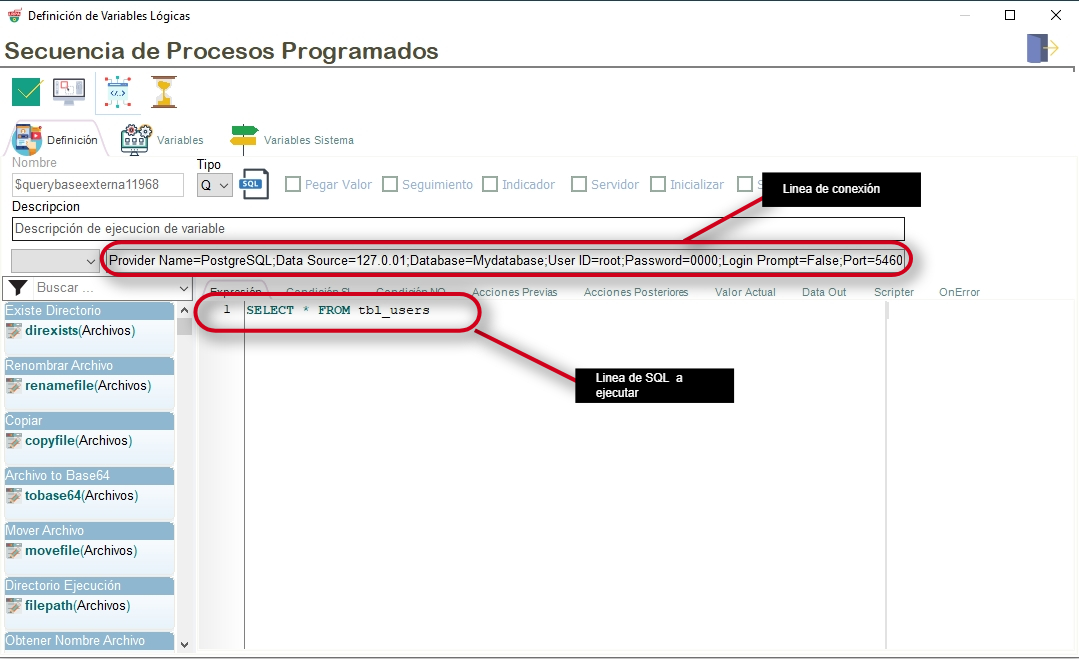 Definición de Variables Lógicas
Secuencia de Procesos Programados
Definición Variables Variables Sistema
Nombre Tipo
$querybaseexterna11968 Q SQL Pegar Valor Seguimiento Indicador Servidor Inicializar
Linea de conexión
Descripcion
Descripción de ejecucion de variable
Provider Name=PostgreSQL;Data Source=127.0.01;Database=Mydatabase;User ID=root;Password=0000;Login Prompt=False;Port=5460
Buscar ...
Expresión Condición SI Condición NO Acciones Previas Acciones Posteriores Valor Actual Data Out Scripter OnError
1 SELECT * FROM tbl_users
Existe Directorio
direxists(Archivos)
Renombrar Archivo
renamefile(Archivos)
Linea de SQL a
ejecutar
Copiar
copyfile(Archivos)
Archivo to Base64
tobase64(Archivos)
Mover Archivo
movefile(Archivos)
Directorio Ejecución
filepath(Archivos)
Obtener Nombre Archivo